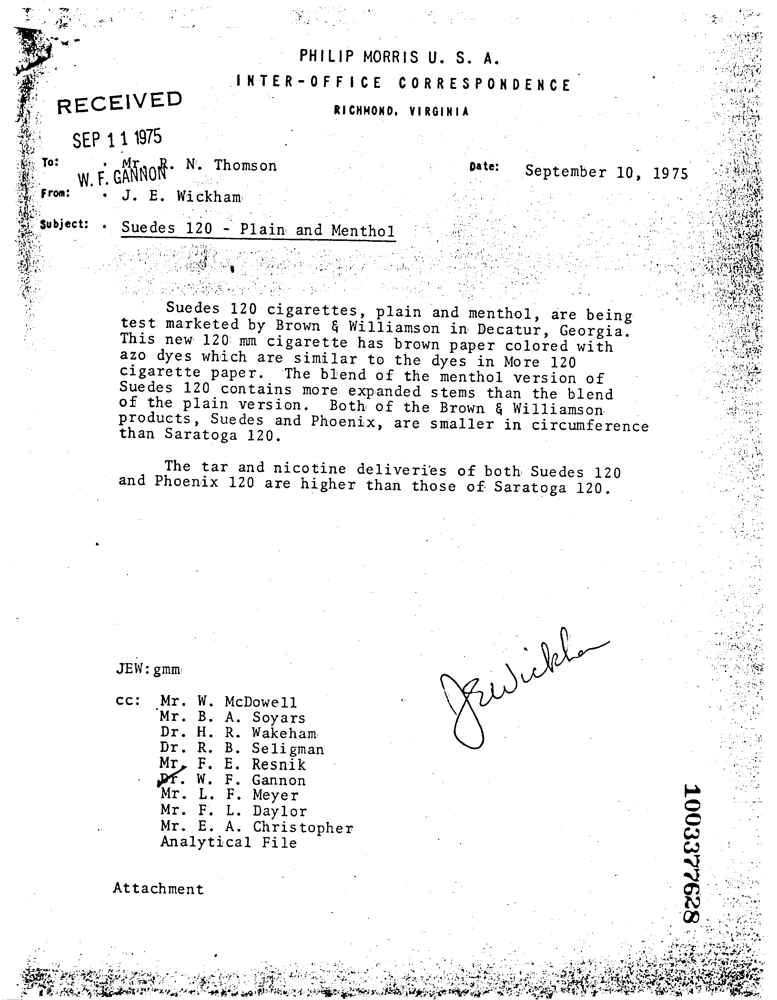 PHILIP MORRIS U. S. A.
INTER-OFFICE CORRESPONDENCE
RICHMOND, VIRGINIA
RECEIVED
SEP 11 1975
W. F. GANNON
To: Mr. R. N. Thomson
Date: September 10, 1975
From: J. E. Wickham
Subject: Suedes 120 - Plain and Menthol
Suedes 120 cigarettes, plain and menthol, are being
test marketed by Brown & Williamson in Decatur, Georgia.
This new 120 mm cigarette has brown paper colored with
azo dyes which are similar to the dyes in More 120
cigarette paper. The blend of the menthol version of
Suedes 120 contains more expanded stems than the blend
of the plain version. Both of the Brown & Williamson
products, Suedes and Phoenix, are smaller in circumference
than Saratoga 120.
The tar and nicotine deliveries of both Suedes 120
and Phoenix 120 are higher than those of Saratoga 120.
JEWickham
JEW:gmm
cc: Mr. W. McDowell
Mr. B. A. Soyars
Dr. H. R. Wakeham
Dr. R. B. Seligman
Mr. F. E. Resnik
Dr. W. F. Gannon
Mr. L. F. Meyer
Mr. F. L. Daylor
Mr. E. A. Christopher
Analytical File
Attachment
1003377628